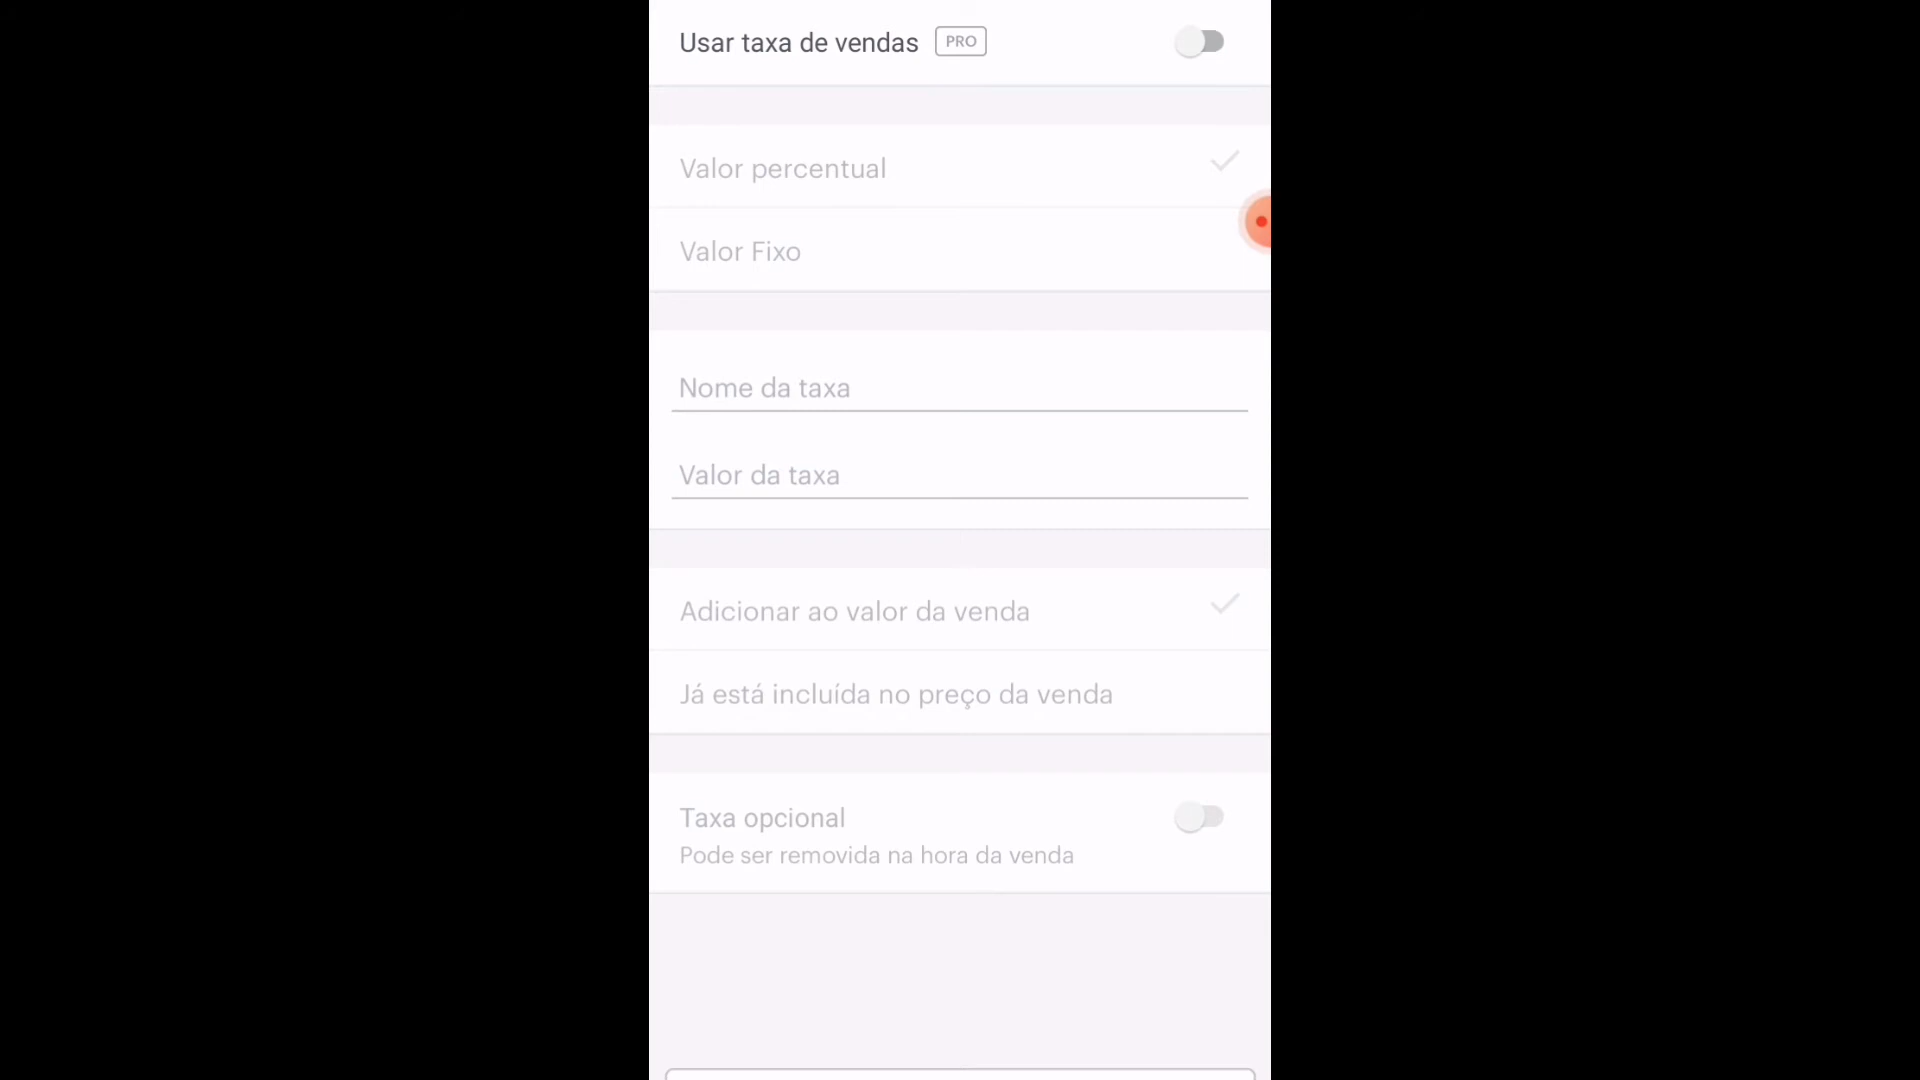 Usar taxa de vendas PRO
Valor percentual
Valor Fixo
Nome da taxa
Valor da taxa
Adicionar ao valor da venda
Já está incluída no preço da venda
Taxa opcional
Pode ser removida na hora da venda